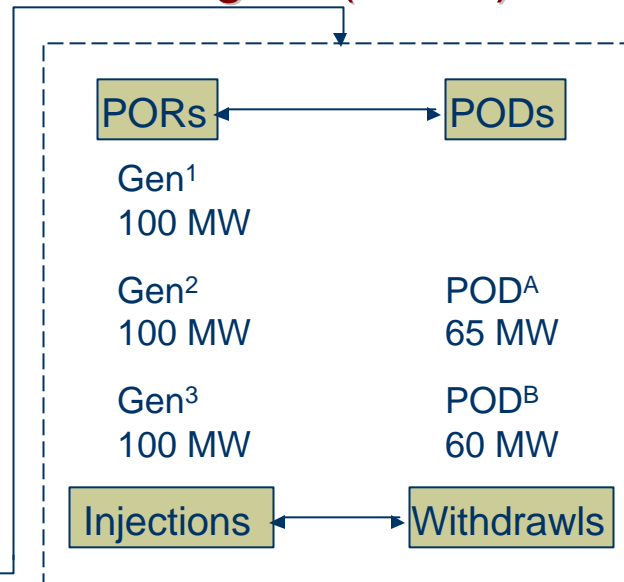 PORs PODs
Gen¹
100 MW
Gen² POD^A
100 MW 65 MW
Gen³ POD^B
100 MW 60 MW
Injections Withdrawls